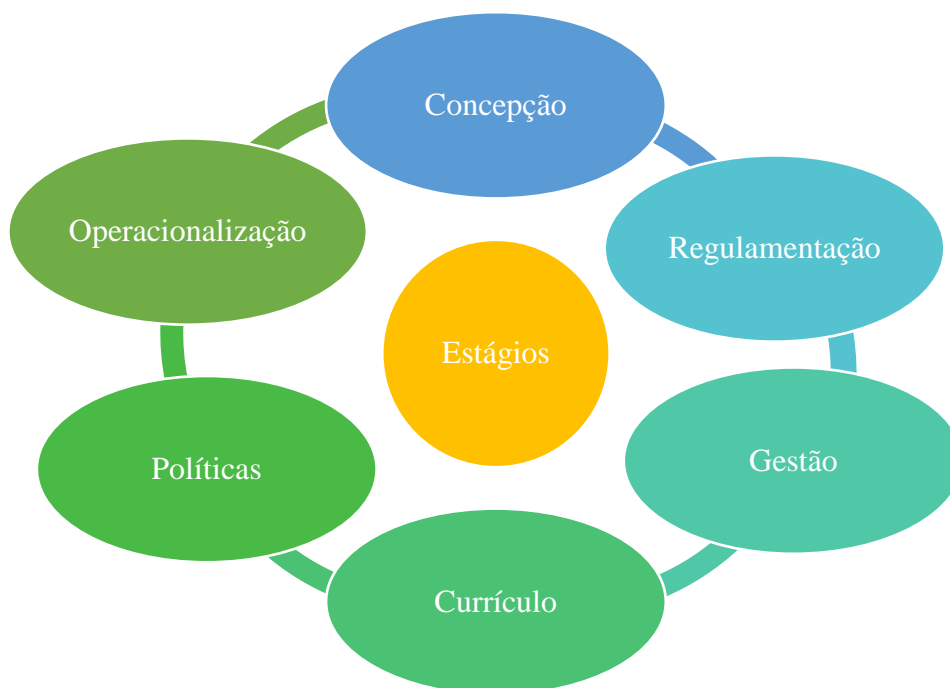 Concepção
Operacionalização
Regulamentação
Estágios
Políticas
Gestão
Currículo